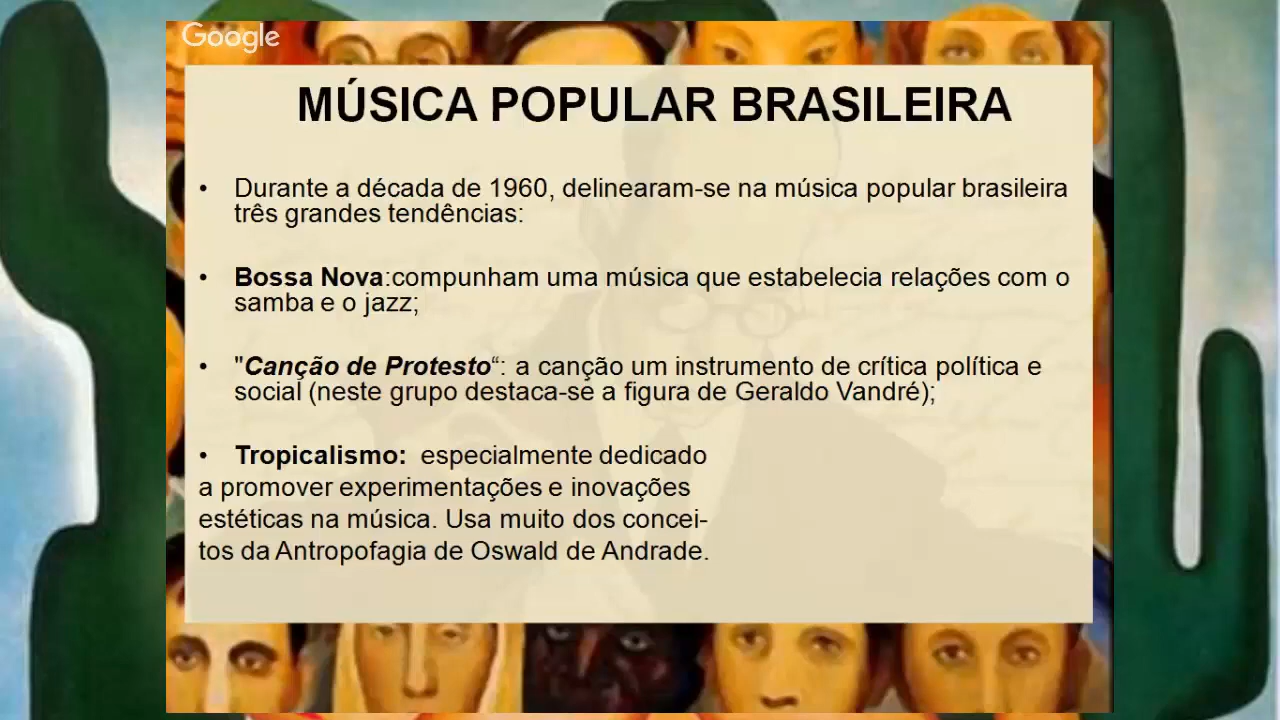 Google
MÚSICA POPULAR BRASILEIRA
• Durante a década de 1960, delinearam-se na música popular brasileira
três grandes tendências:
• Bossa Nova:compunham uma música que estabelecia relações com o
samba e o jazz;
• "Canção de Protesto“: a canção um instrumento de crítica política e
social (neste grupo destaca-se a figura de Geraldo Vandré);
• Tropicalismo: especialmente dedicado
a promover experimentações e inovações
estéticas na música. Usa muito dos concei-
tos da Antropofagia de Oswald de Andrade.